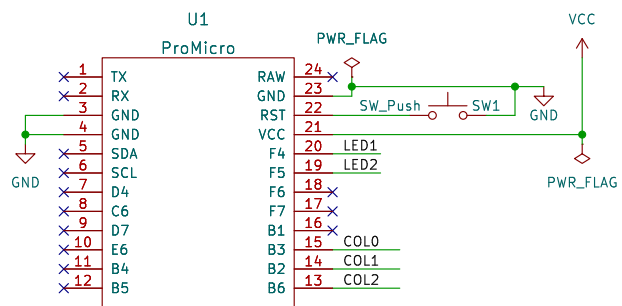 U1
ProMicro
VCC
PWR_FLAG
1 TX RAW 24
2 RX GND 23
3 GND RST 22 SW_Push SW1 GND
4 GND VCC 21
5 SDA F4 20 LED1
GND
6 SCL F5 19 LED2
PWR_FLAG
7 D4 F6 18
8 C6 F7 17
9 D7 B1 16
10 E6 B3 15 COL0
11 B4 B2 14 COL1
12 B5 B6 13 COL2